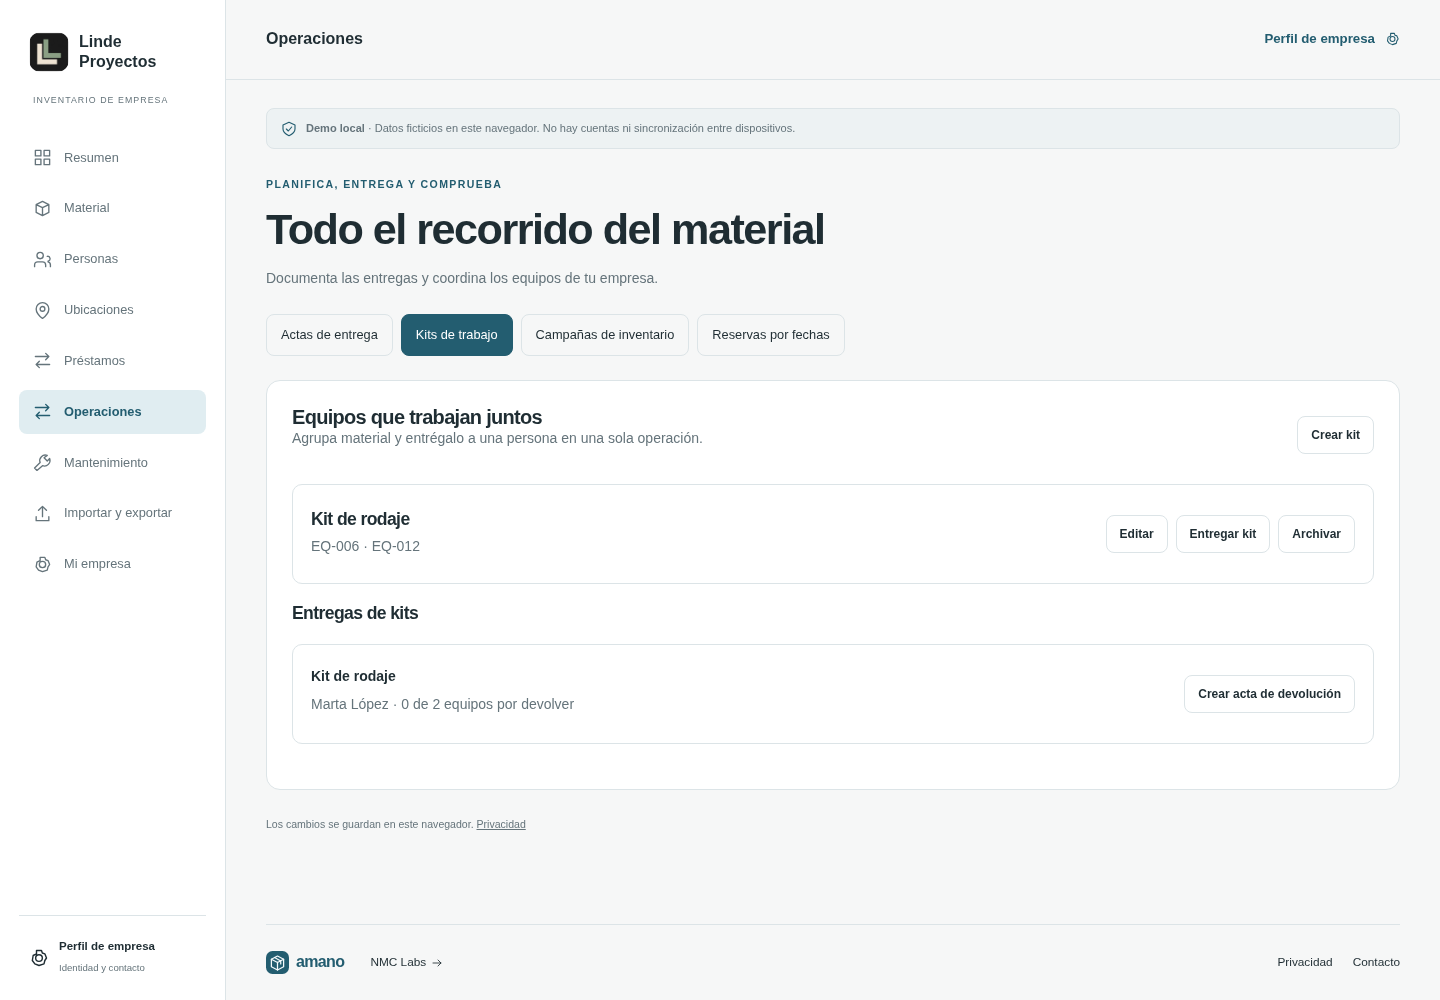 Linde
Proyectos
INVENTARIO DE EMPRESA
Resumen
Material
Personas
Ubicaciones
Préstamos
Operaciones
Mantenimiento
Importar y exportar
Mi empresa
Perfil de empresa
Identidad y contacto
Operaciones
Perfil de empresa
Demo local · Datos ficticios en este navegador. No hay cuentas ni sincronización entre dispositivos.
PLANIFICA, ENTREGA Y COMPRUEBA
Todo el recorrido del material
Documenta las entregas y coordina los equipos de tu empresa.
Actas de entrega
Kits de trabajo
Campañas de inventario
Reservas por fechas
Equipos que trabajan juntos
Agrupa material y entrégalo a una persona en una sola operación.
Crear kit
Kit de rodaje
EQ-006 · EQ-012
Editar
Entregar kit
Archivar
Entregas de kits
Kit de rodaje
Marta López · 0 de 2 equipos por devolver
Crear acta de devolución
Los cambios se guardan en este navegador. Privacidad
amano
NMC Labs →
Privacidad
Contacto